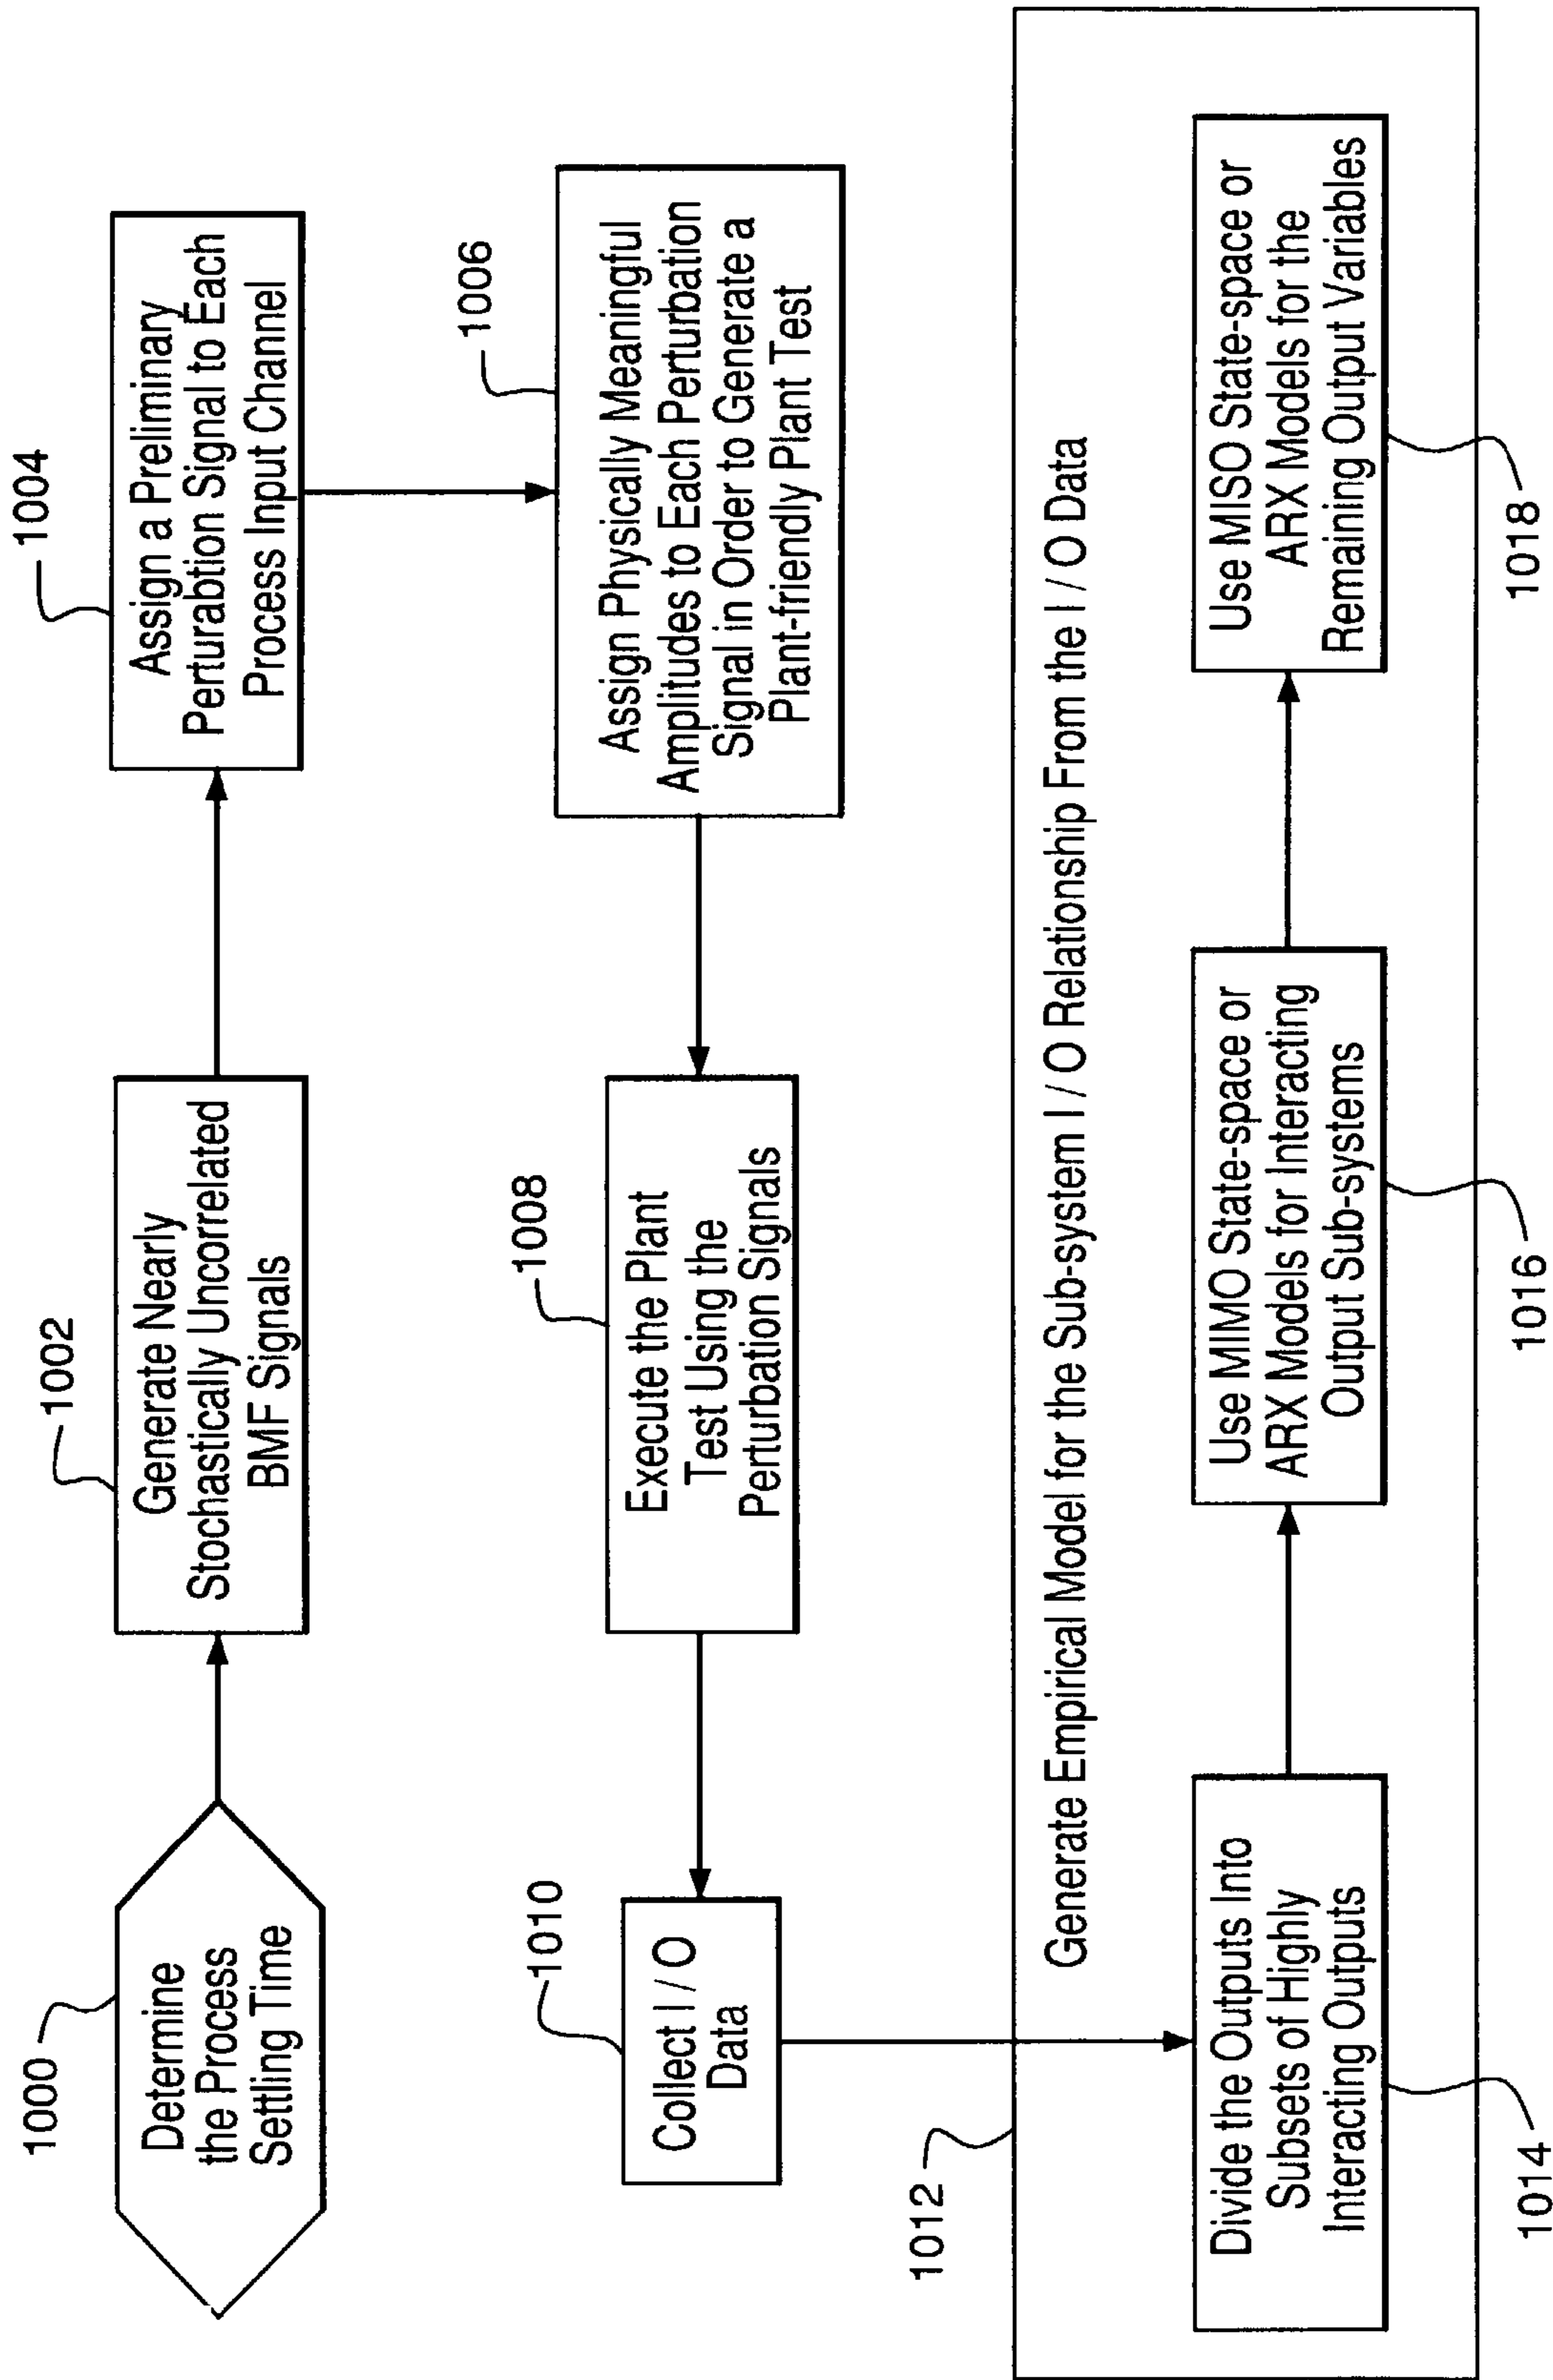 1000
Determine
the Process
Settling Time
1002
Generate Nearly
Stochastically Uncorrelated
BMF Signals
1004
Assign a Preliminary
Perturabtion Signal to Each
Process Input Channel
1006
Assign Physically Meaningful
Amplitudes to Each Perturbation
Signal in Order to Generate a
Plant-friendly Plant Test
1008
Execute the Plant
Test Using the
Perturbation Signals
1010
Collect I / O
Data
1012
Generate Empirical Model for the Sub-system I / O Relationship From the I / O Data
Divide the Outputs Into
Subsets of Highly
Interacting Outputs
1014
Use MIMO State-space or
ARX Models for Interacting
Output Sub-systems
1016
Use MISO State-space or
ARX Models for the
Remaining Output Variables
1018